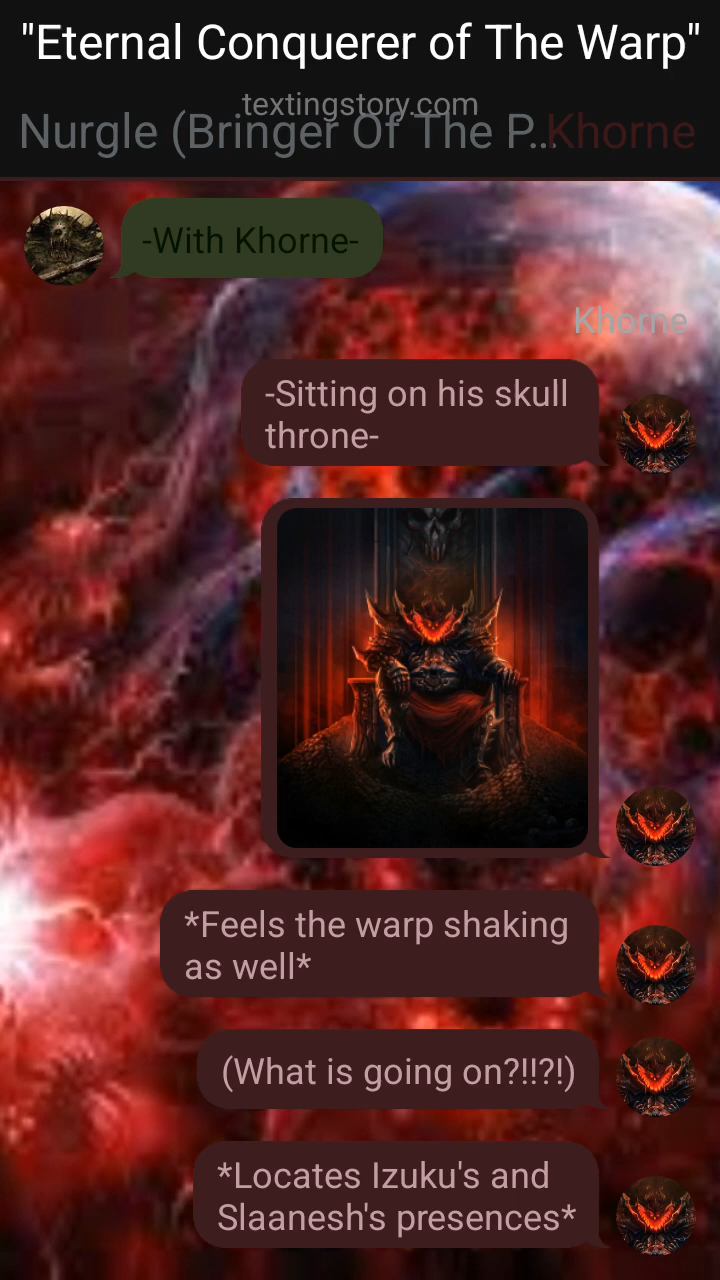 "Eternal Conquerer of The Warp"
textingstory.com
Nurgle (Bringer Of The P... Khorne
-With Khorne-
Khorne
-Sitting on his skull
throne-
*Feels the warp shaking
as well*
(What is going on?!!?!)
*Locates Izuku's and
Slaanesh's presences*